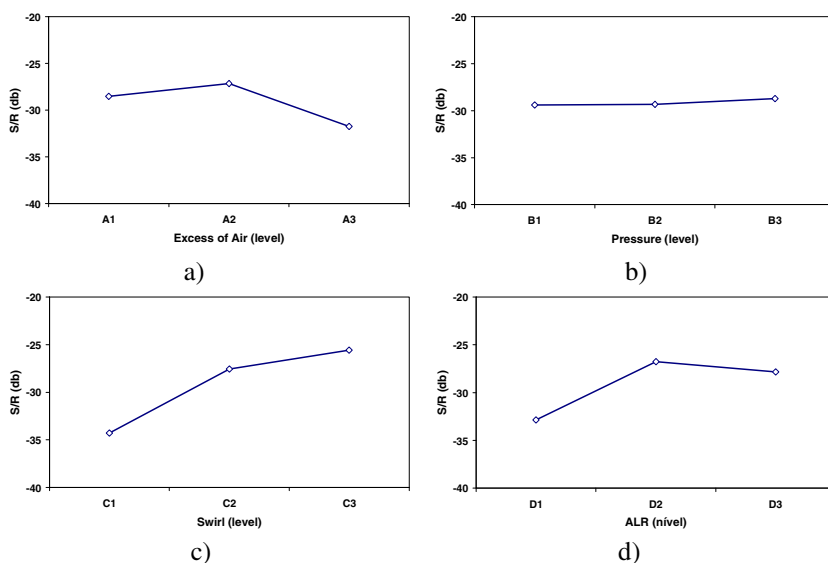 -20
-25
-30
-35
-40
S/R (db)
A1 A2 A3
Excess of Air (level)
a)
-20
-25
-30
-35
-40
S/R (db)
B1 B2 B3
Pressure (level)
b)
-20
-25
-30
-35
-40
S/R (db)
C1 C2 C3
Swirl (level)
c)
-20
-25
-30
-35
-40
S/R (db)
D1 D2 D3
ALR (nível)
d)